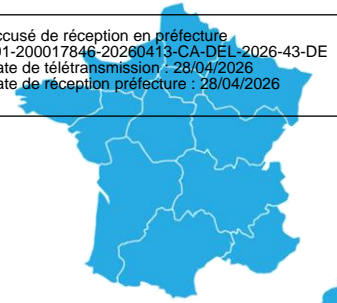 ccusé de réception en préfecture
01-200017846-20260413-CA-DEL-2026-43-DE
ate de télétransmission : 28/04/2026
ate de réception préfecture : 28/04/2026